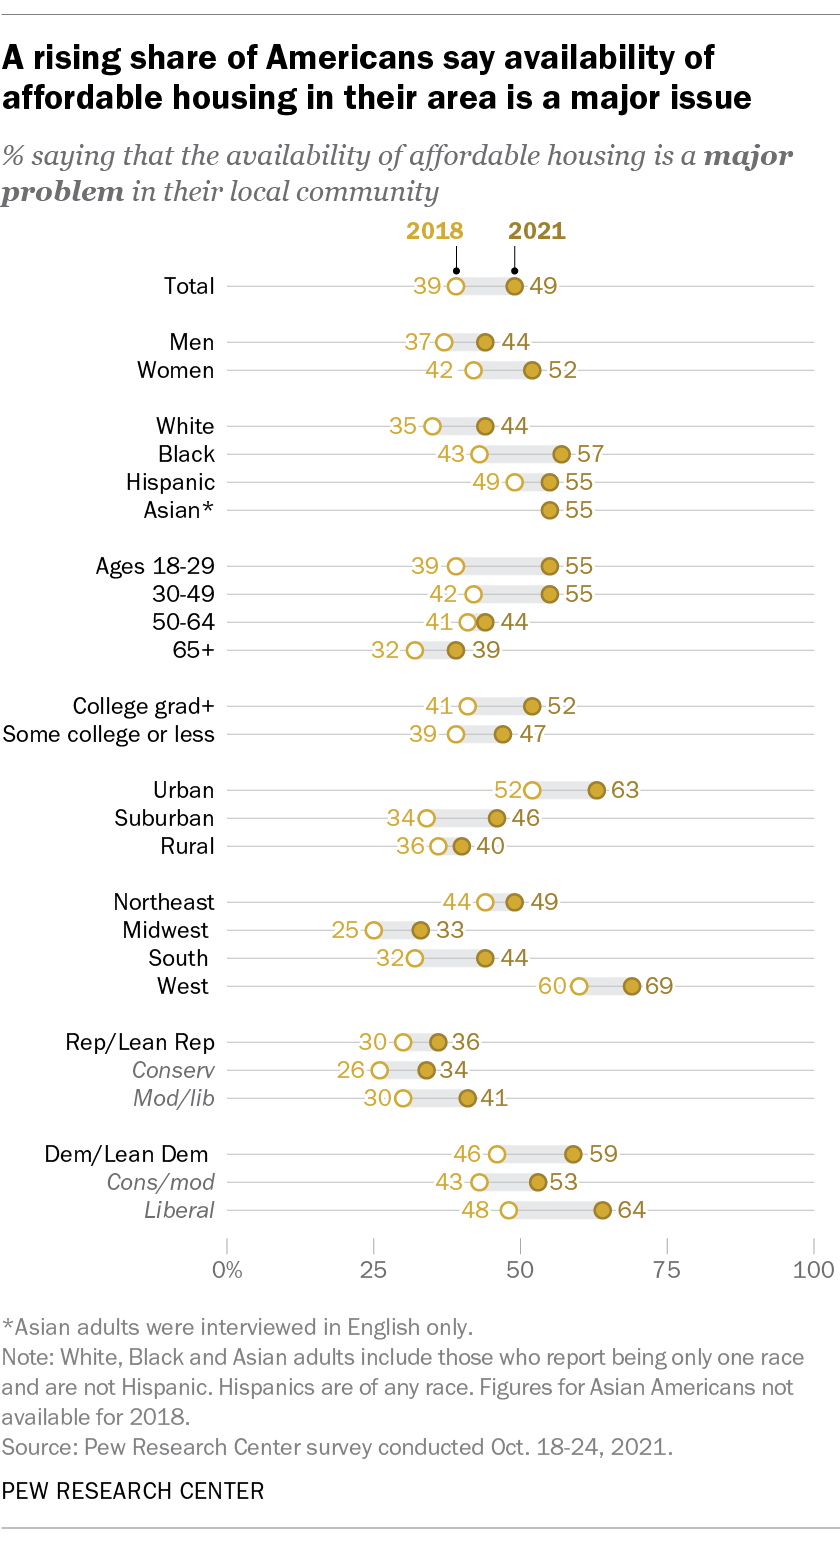 A rising share of Americans say availability of
affordable housing in their area is a major issue
% saying that the availability of affordable housing is a major
problem in their local community
2018 2021
Total 39 49
Men 37 44
Women 42 52
White 35 44
Black 43 57
Hispanic 49 55
Asian* 55
Ages 18-29 39 55
30-49 42 55
50-64 41 44
65+ 32 39
College grad+ 41 52
Some college or less 39 47
Urban 52 63
Suburban 34 46
Rural 36 40
Northeast 44 49
Midwest 25 33
South 32 44
West 60 69
Rep/Lean Rep 30 36
Conserv 26 34
Mod/lib 30 41
Dem/Lean Dem 46 59
Cons/mod 43 53
Liberal 48 64
0% 25 50 75 100
*Asian adults were interviewed in English only.
Note: White, Black and Asian adults include those who report being only one race
and are not Hispanic. Hispanics are of any race. Figures for Asian Americans not
available for 2018.
Source: Pew Research Center survey conducted Oct. 18-24, 2021.
PEW RESEARCH CENTER